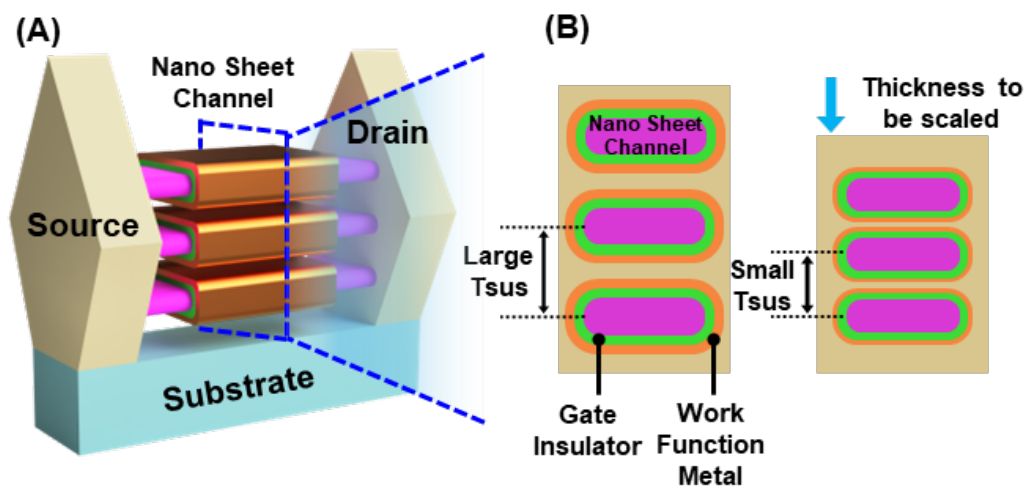 (A)
Nano Sheet
Channel
Source
Drain
Substrate
(B)
Nano Sheet
Channel
Large
Tsus
Gate
Insulator
Work
Function
Metal
Thickness to
be scaled
Small
Tsus